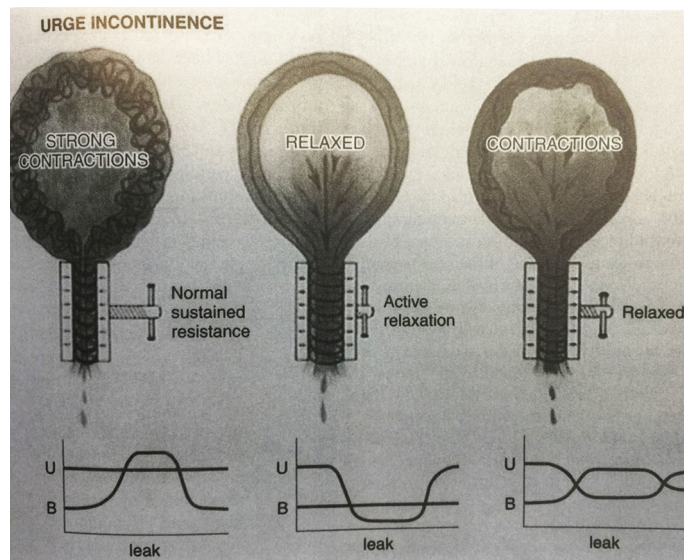 URGE INCONTINENCE
STRONG
CONTRACTIONS
RELAXED
CONTRACTIONS
Normal
sustained
resistance
Active
relaxation
Relaxed
U
B
leak
U
B
leak
U
B
leak